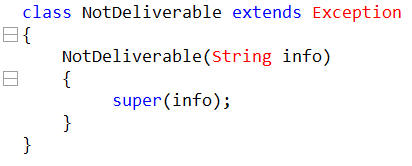 class NotDeliverable extends Exception
{
    NotDeliverable(String info)
    {
         super(info);
    }
}